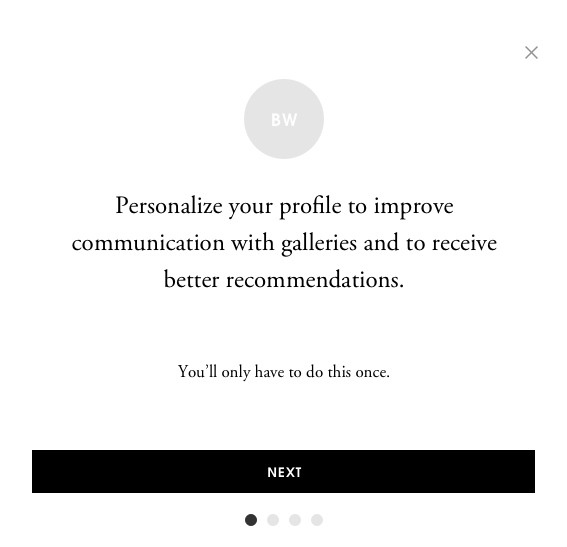 BW
Personalize your profile to improve
communication with galleries and to receive
better recommendations.
You’ll only have to do this once.
NEXT